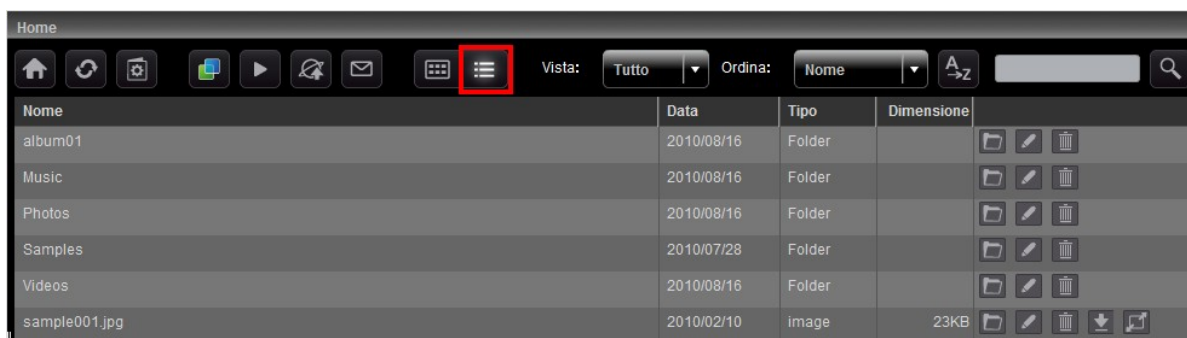 Home
Vista: Tutto Ordina: Nome A→Z
Nome Data Tipo Dimensione
album01 2010/08/16 Folder
Music 2010/08/16 Folder
Photos 2010/08/16 Folder
Samples 2010/07/28 Folder
Videos 2010/08/16 Folder
sample001.jpg 2010/02/10 image 23KB